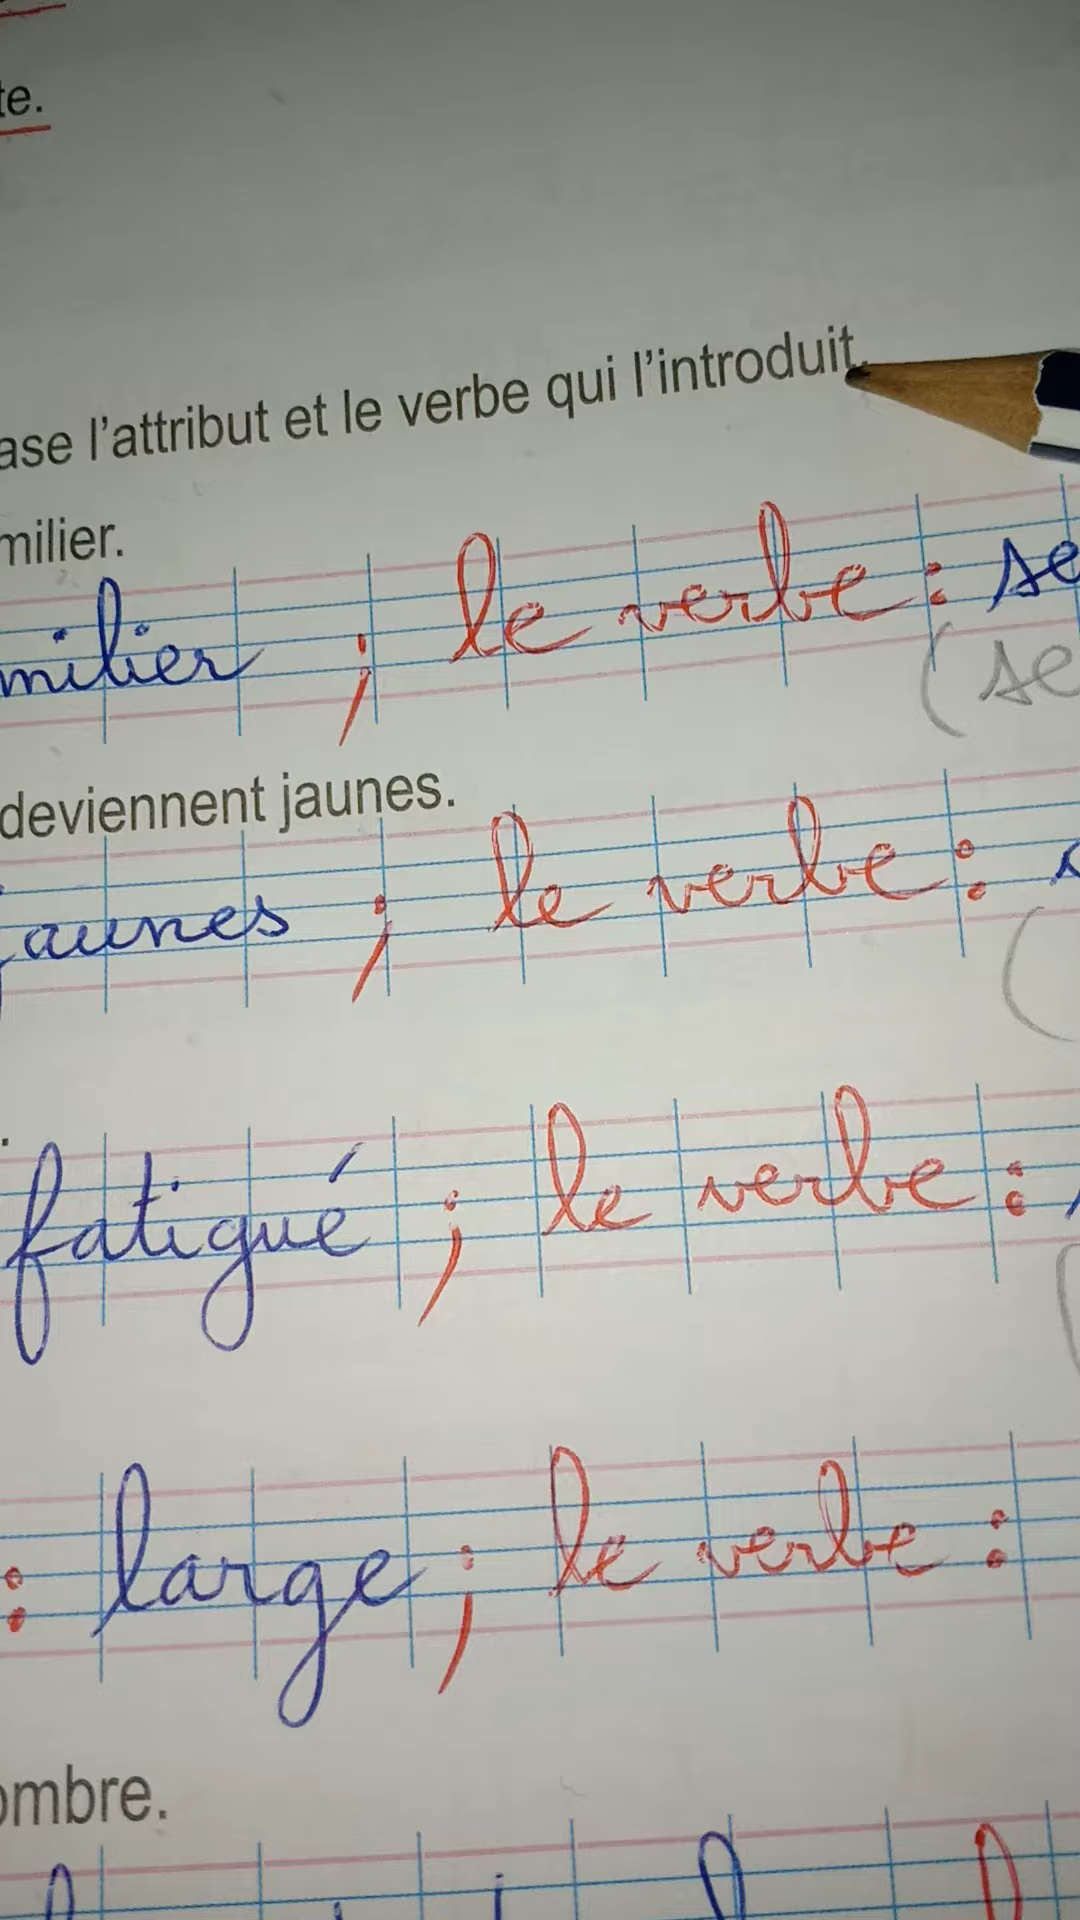 te.
ase l'attribut et le verbe qui l'introduit.
milier.
milier ; le verbe : se
(se
deviennent jaunes.
jaunes ; le verbe :
(
.
fatigué ; le verbe :
: large ; le verbe :
ombre.